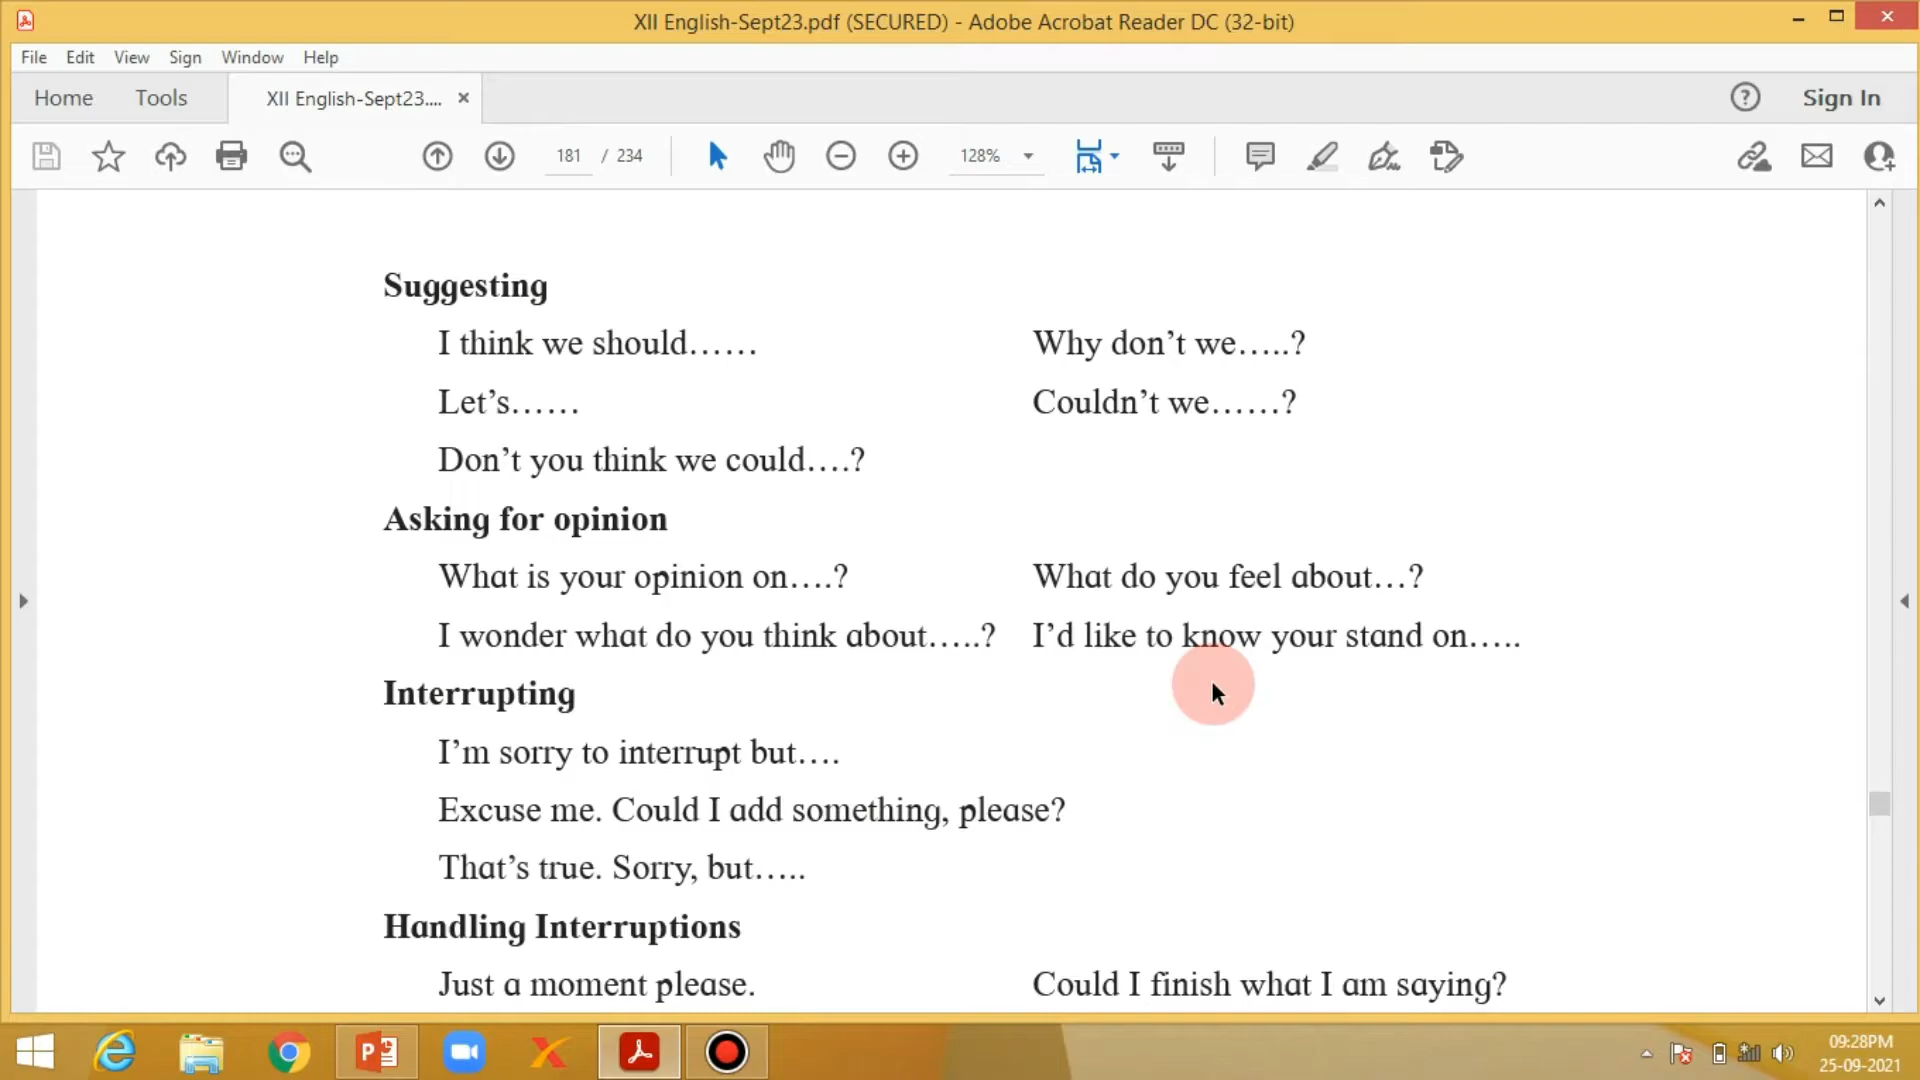 XII English-Sept23.pdf (SECURED) - Adobe Acrobat Reader DC (32-bit)
File Edit View Sign Window Help
Home Tools XII English-Sept23.... × ? Sign In
181 / 234 128%
Suggesting
I think we should…… Why don’t we…..?
Let’s…… Couldn’t we……?
Don’t you think we could….?
Asking for opinion
What is your opinion on….? What do you feel about…?
I wonder what do you think about…..? I’d like to know your stand on…..
Interrupting
I’m sorry to interrupt but….
Excuse me. Could I add something, please?
That’s true. Sorry, but…..
Handling Interruptions
Just a moment please. Could I finish what I am saying?
09:28PM
25-09-2021